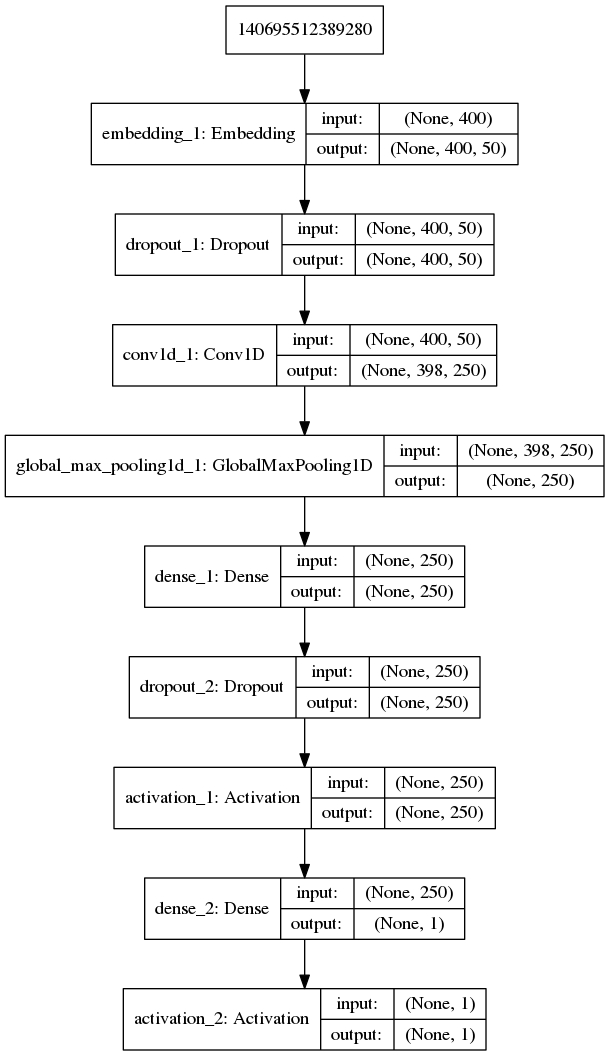 140695512389280
embedding_1: Embedding
input:
(None, 400)
output:
(None, 400, 50)
dropout_1: Dropout
input:
(None, 400, 50)
output:
(None, 400, 50)
conv1d_1: Conv1D
input:
(None, 400, 50)
output:
(None, 398, 250)
global_max_pooling1d_1: GlobalMaxPooling1D
input:
(None, 398, 250)
output:
(None, 250)
dense_1: Dense
input:
(None, 250)
output:
(None, 250)
dropout_2: Dropout
input:
(None, 250)
output:
(None, 250)
activation_1: Activation
input:
(None, 250)
output:
(None, 250)
dense_2: Dense
input:
(None, 250)
output:
(None, 1)
activation_2: Activation
input:
(None, 1)
output:
(None, 1)